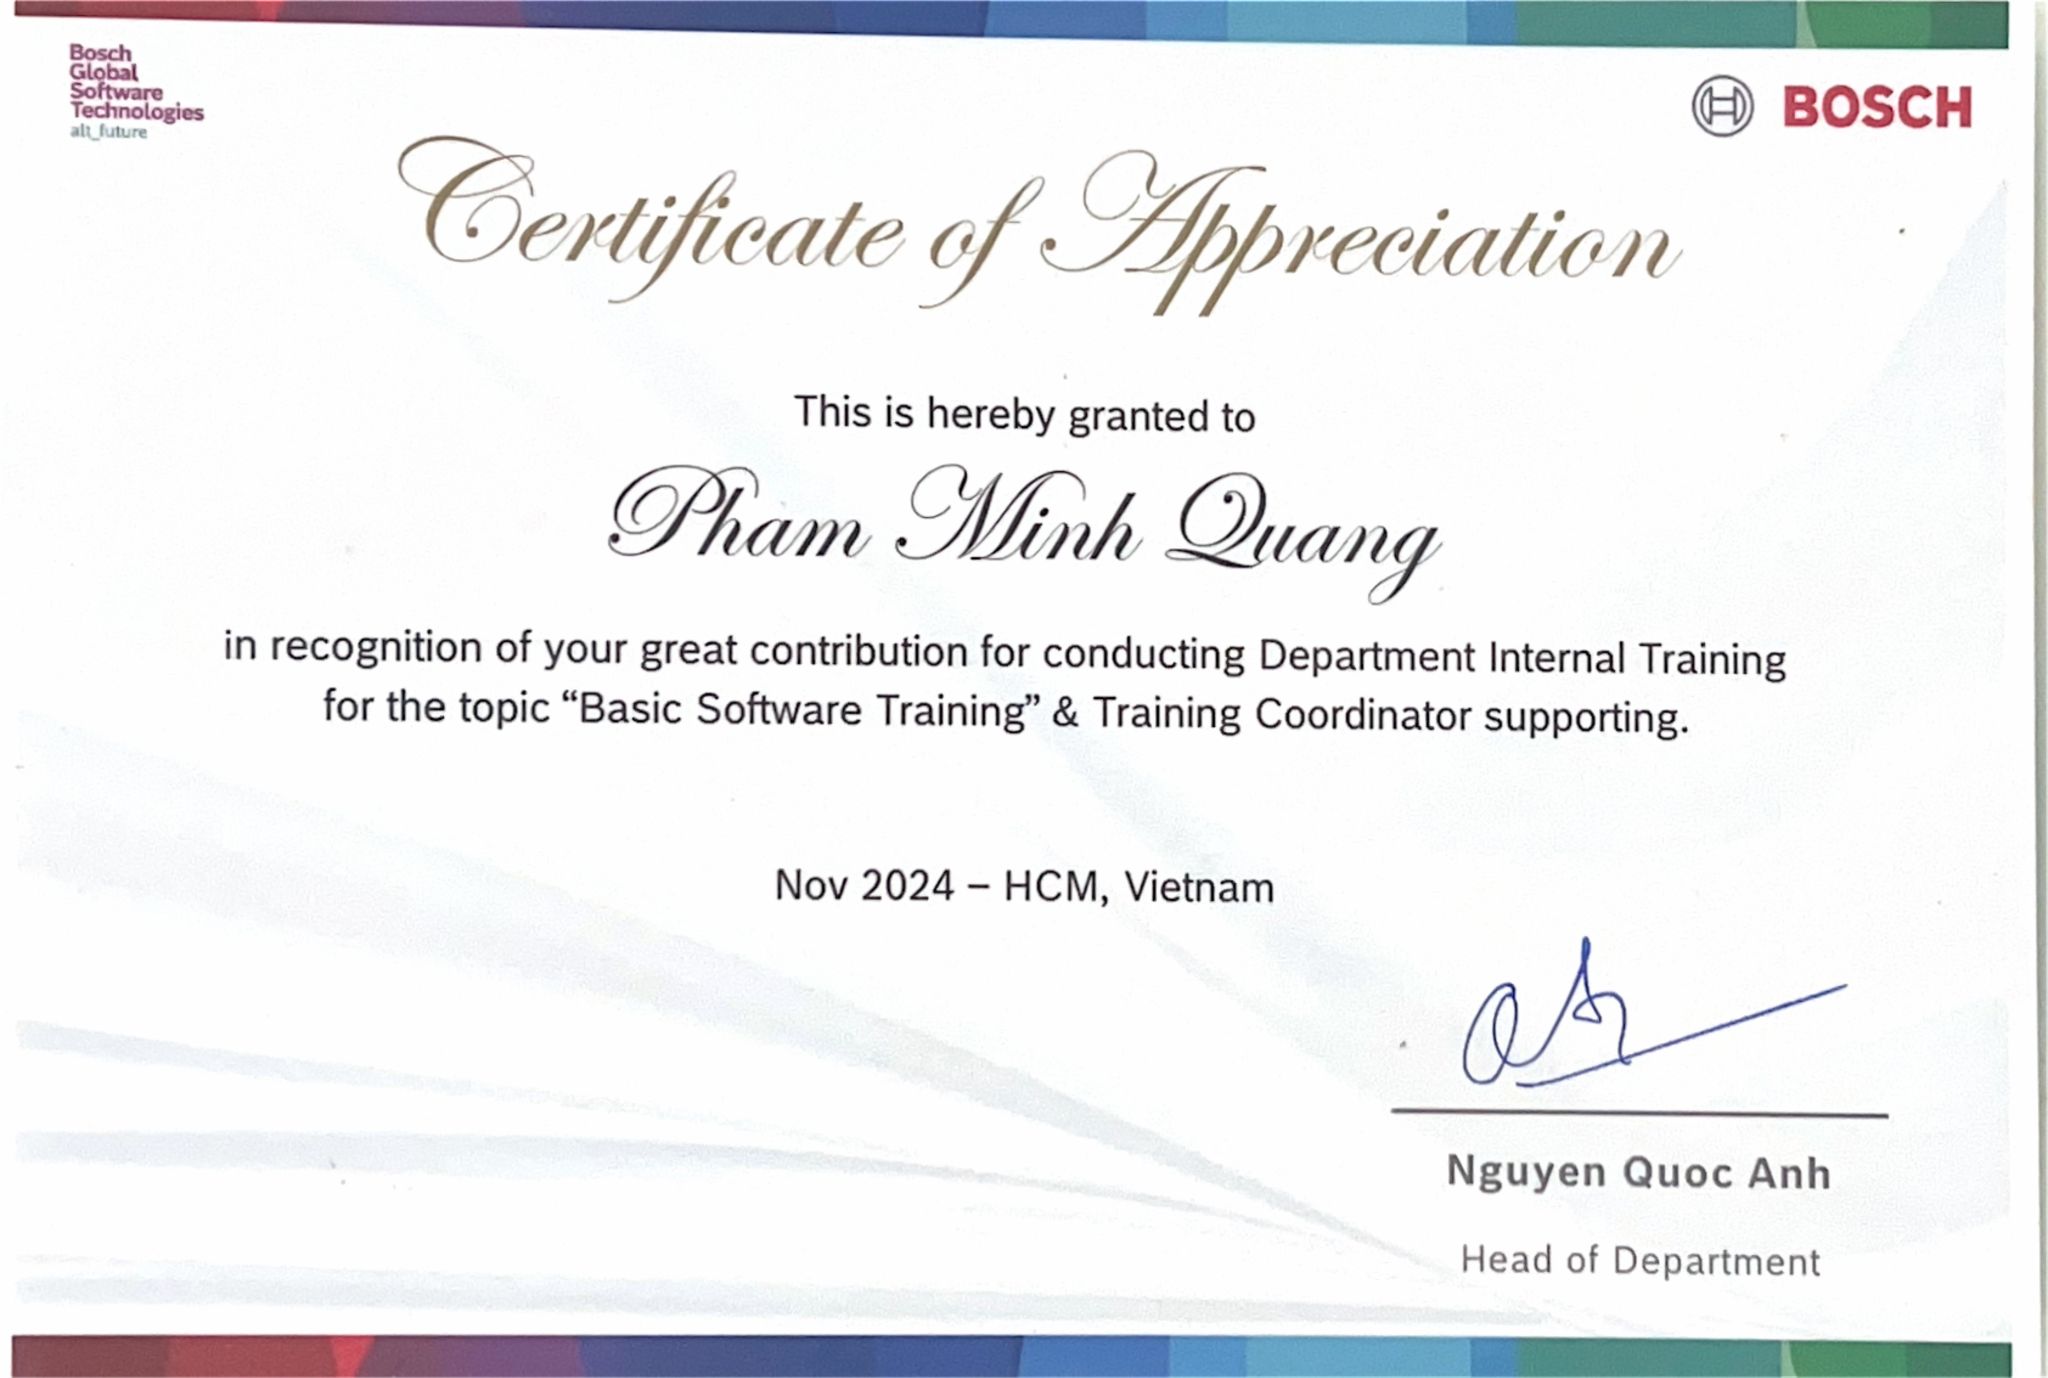 Bosch
Global
Software
Technologies
alt_future
BOSCH
Certificate of Appreciation
This is hereby granted to
Pham Minh Quang
in recognition of your great contribution for conducting Department Internal Training
for the topic “Basic Software Training” & Training Coordinator supporting.
Nov 2024 – HCM, Vietnam
Nguyen Quoc Anh
Head of Department